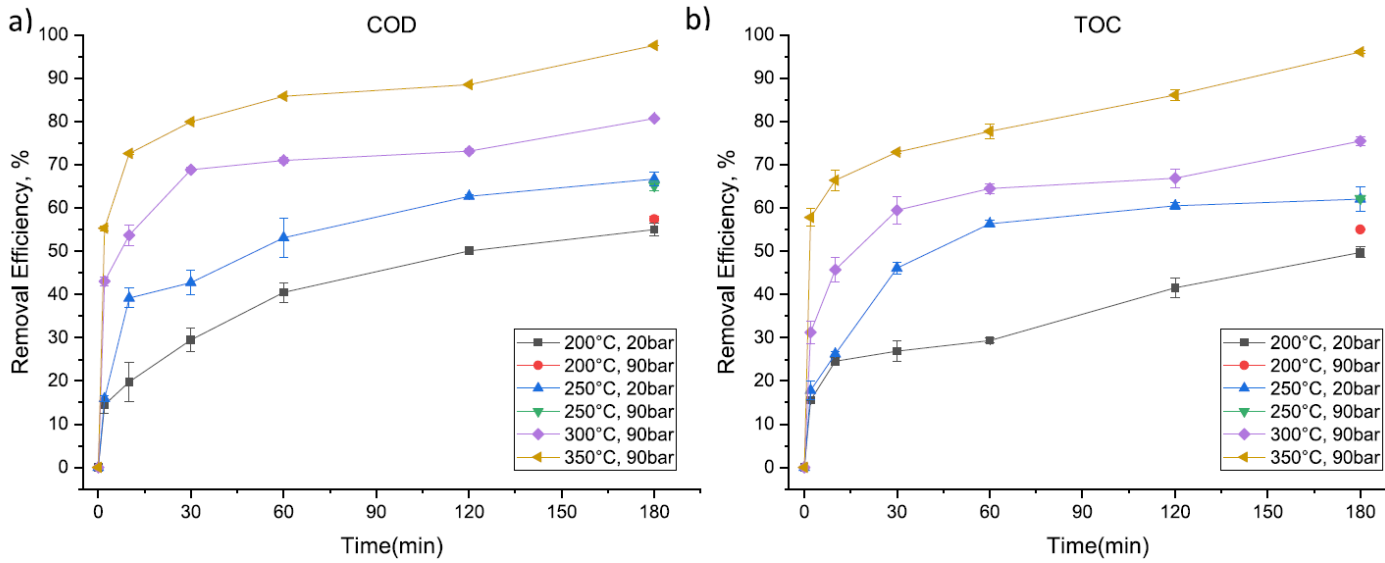 a)
COD
Removal Efficiency, %
100
90
80
70
60
50
40
30
20
10
0
0 30 60 90 120 150 180
Time(min)
200°C, 20bar
200°C, 90bar
250°C, 20bar
250°C, 90bar
300°C, 90bar
350°C, 90bar
b)
TOC
Removal Efficiency, %
100
90
80
70
60
50
40
30
20
10
0
0 30 60 90 120 150 180
Time(min)
200°C, 20bar
200°C, 90bar
250°C, 20bar
250°C, 90bar
300°C, 90bar
350°C, 90bar